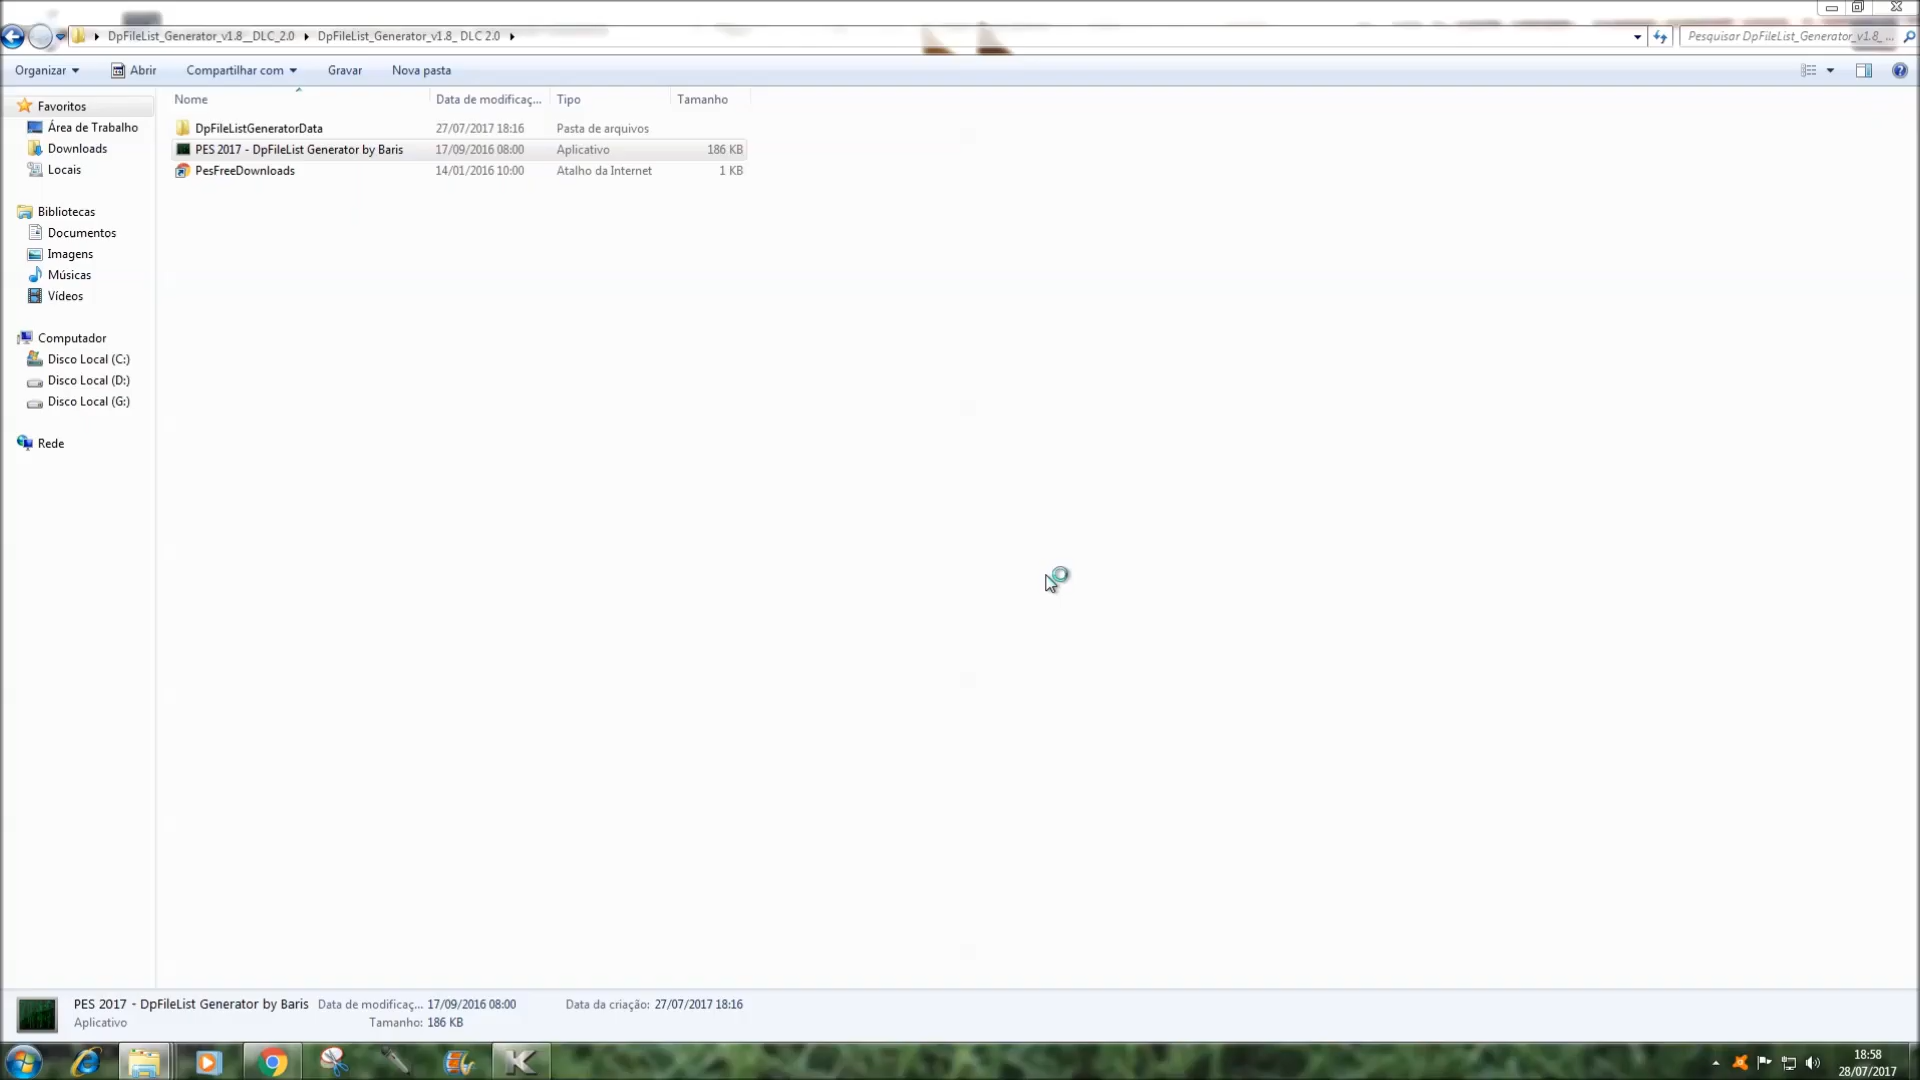 DpFileList_Generator_v1.8__DLC_2.0 DpFileList_Generator_v1.8_ DLC 2.0 Pesquisar DpFileList_Generator_v1.8_ ...
Organizar Abrir Compartilhar com Gravar Nova pasta
Nome Data de modificaç... Tipo Tamanho
DpFileListGeneratorData 27/07/2017 18:16 Pasta de arquivos
PES 2017 - DpFileList Generator by Baris 17/09/2016 08:00 Aplicativo 186 KB
PesFreeDownloads 14/01/2016 10:00 Atalho da Internet 1 KB
Favoritos
Área de Trabalho
Downloads
Locais
Bibliotecas
Documentos
Imagens
Músicas
Vídeos
Computador
Disco Local (C:)
Disco Local (D:)
Disco Local (G:)
Rede
PES 2017 - DpFileList Generator by Baris Data de modificaç... 17/09/2016 08:00 Data da criação: 27/07/2017 18:16
Aplicativo Tamanho: 186 KB
18:58
28/07/2017